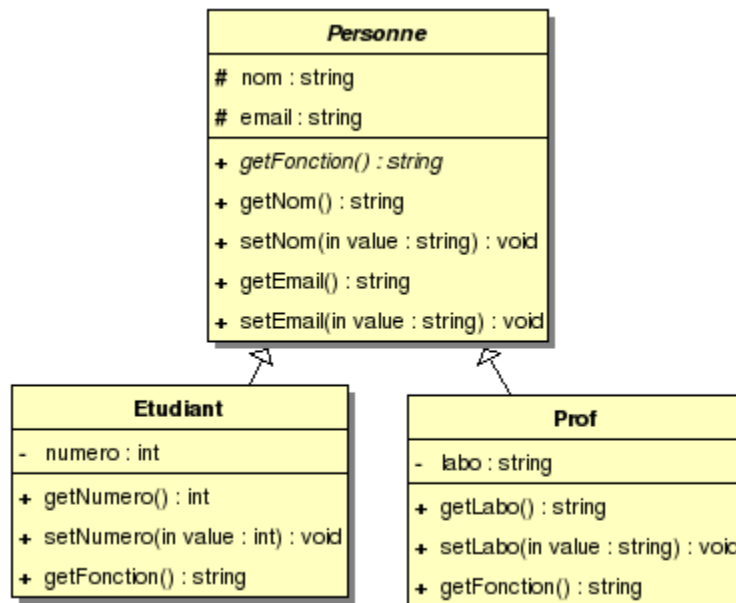 Personne
# nom : string
# email : string
+ getFonction() : string
+ getNom() : string
+ setNom(in value : string) : void
+ getEmail() : string
+ setEmail(in value : string) : void
Etudiant
- numero : int
+ getNumero() : int
+ setNumero(in value : int) : void
+ getFonction() : string
Prof
- labo : string
+ getLabo() : string
+ setLabo(in value : string) : void
+ getFonction() : string